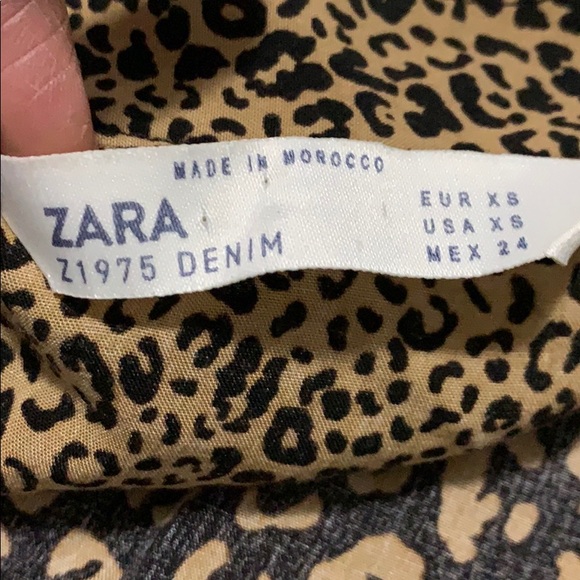 MADE IN MOROCCO
ZARA
Z1975 DENIM
EUR XS
USA XS
MEX 24